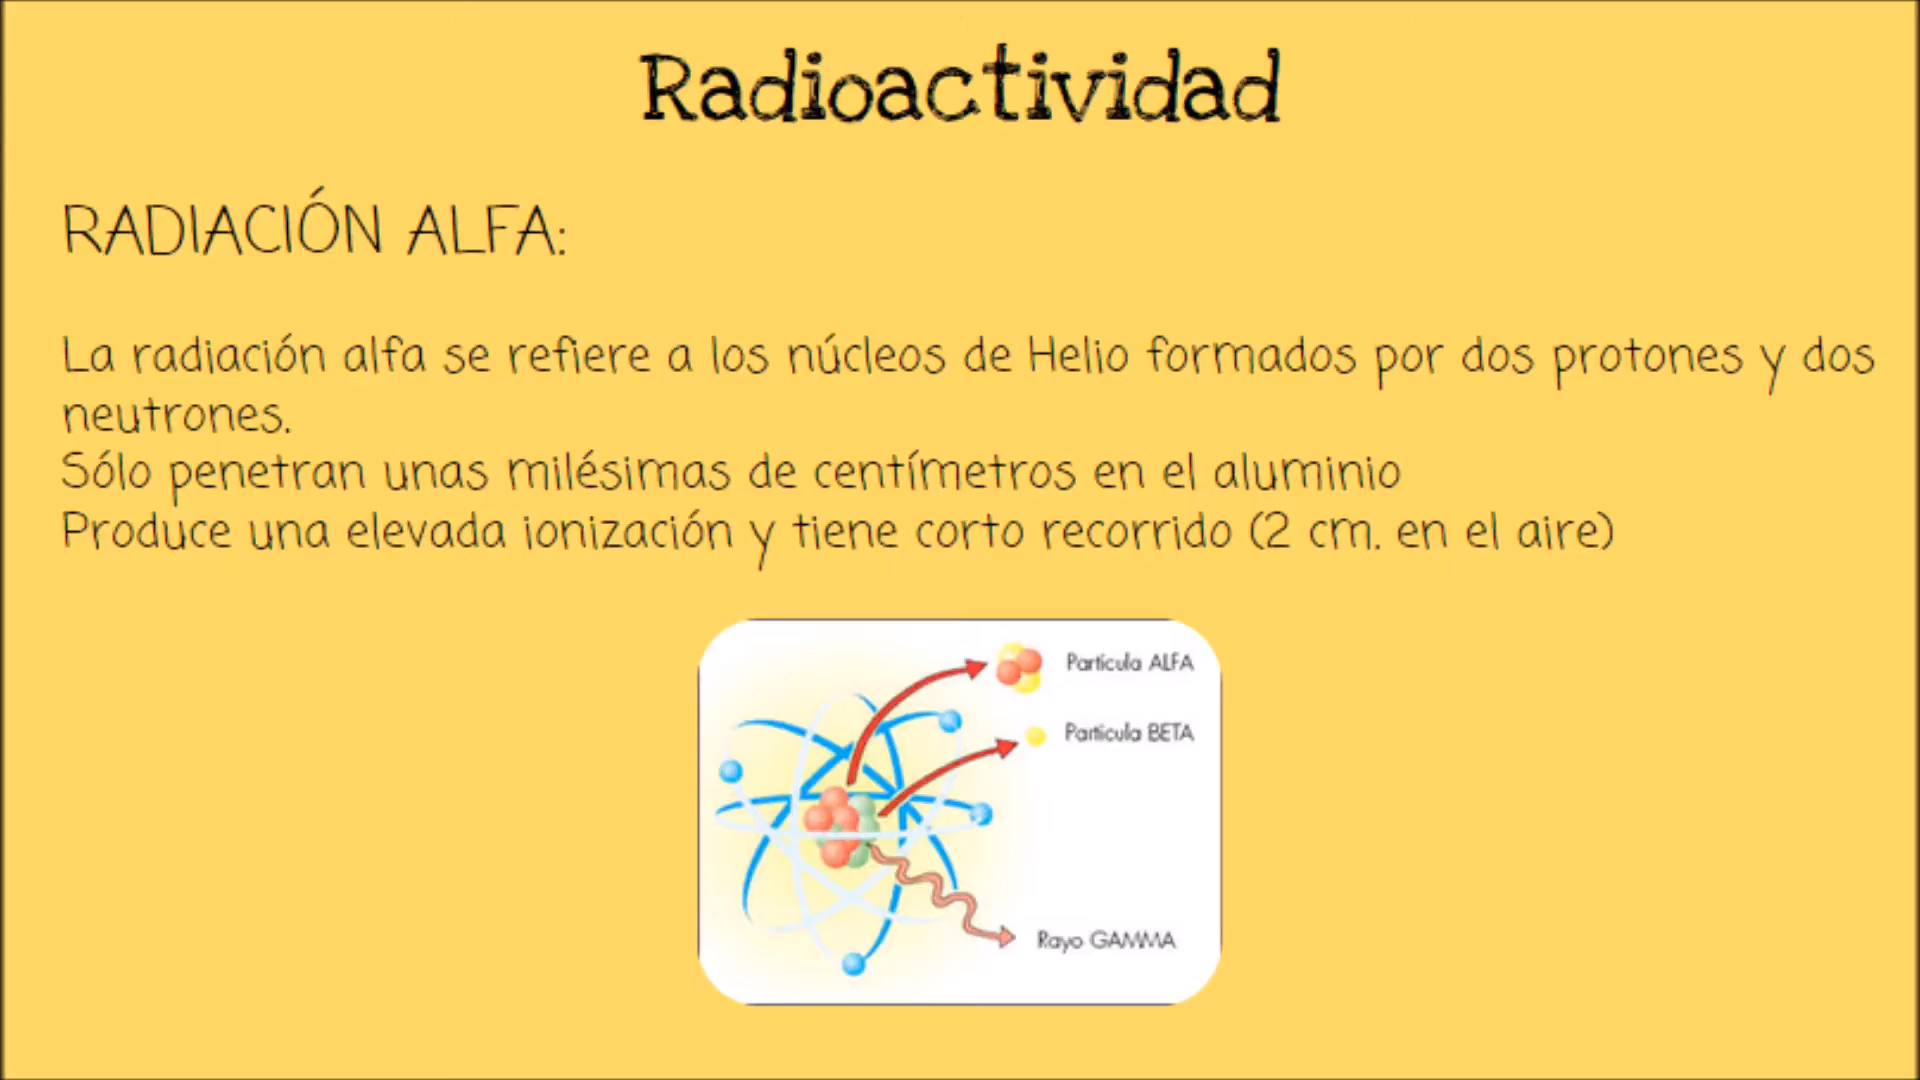 Radioactividad
RADIACIÓN ALFA:
La radiación alfa se refiere a los núcleos de Helio formados por dos protones y dos
neutrones.
Sólo penetran unas milésimas de centímetros en el aluminio
Produce una elevada ionización y tiene corto recorrido (2 cm. en el aire)
Partícula ALFA
Partícula BETA
Rayo GAMMA